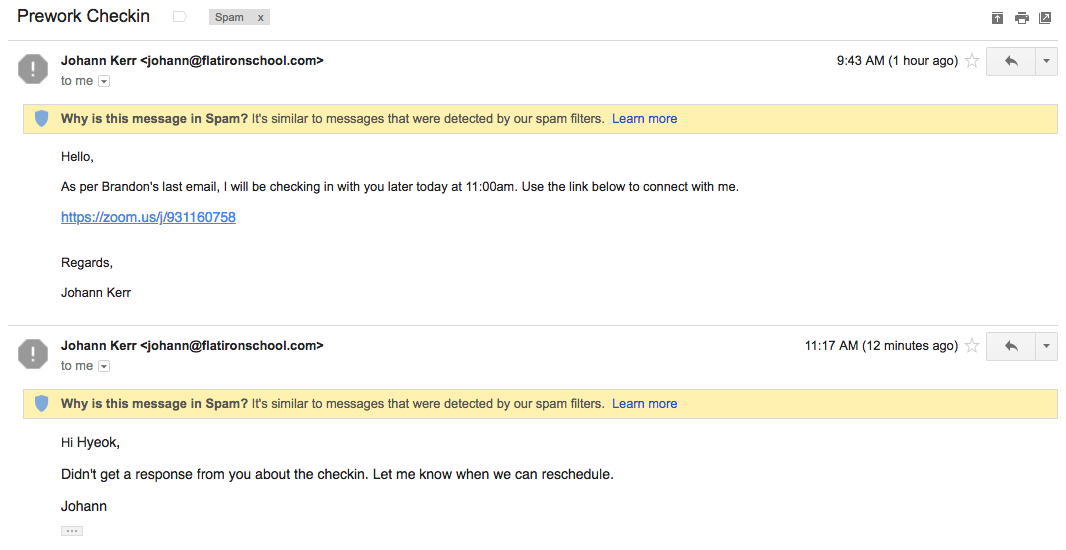 Prework Checkin Spam x
Johann Kerr <johann@flatironschool.com> 9:43 AM (1 hour ago)
to me
Why is this message in Spam? It's similar to messages that were detected by our spam filters. Learn more
Hello,
As per Brandon's last email, I will be checking in with you later today at 11:00am. Use the link below to connect with me.
https://zoom.us/j/931160758
Regards,
Johann Kerr
Johann Kerr <johann@flatironschool.com> 11:17 AM (12 minutes ago)
to me
Why is this message in Spam? It's similar to messages that were detected by our spam filters. Learn more
Hi Hyeok,
Didn't get a response from you about the checkin. Let me know when we can reschedule.
Johann